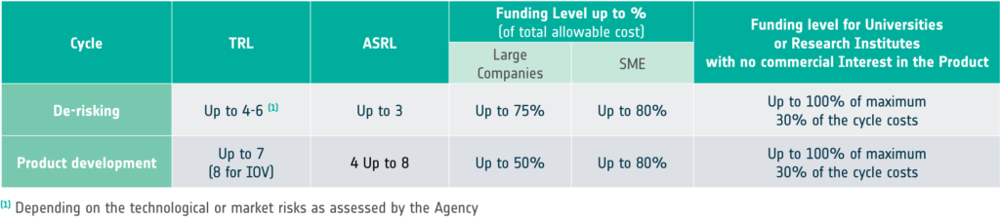 Cycle
TRL
ASRL
Funding Level up to %
(of total allowable cost)
Large
Companies
SME
Funding level for Universities
or Research Institutes
with no commercial Interest in the Product
De-risking
Up to 4-6 (1)
Up to 3
Up to 75%
Up to 80%
Up to 100% of maximum
30% of the cycle costs
Product development
Up to 7
(8 for IOV)
4 Up to 8
Up to 50%
Up to 80%
Up to 100% of maximum
30% of the cycle costs
(1) Depending on the technological or market risks as assessed by the Agency